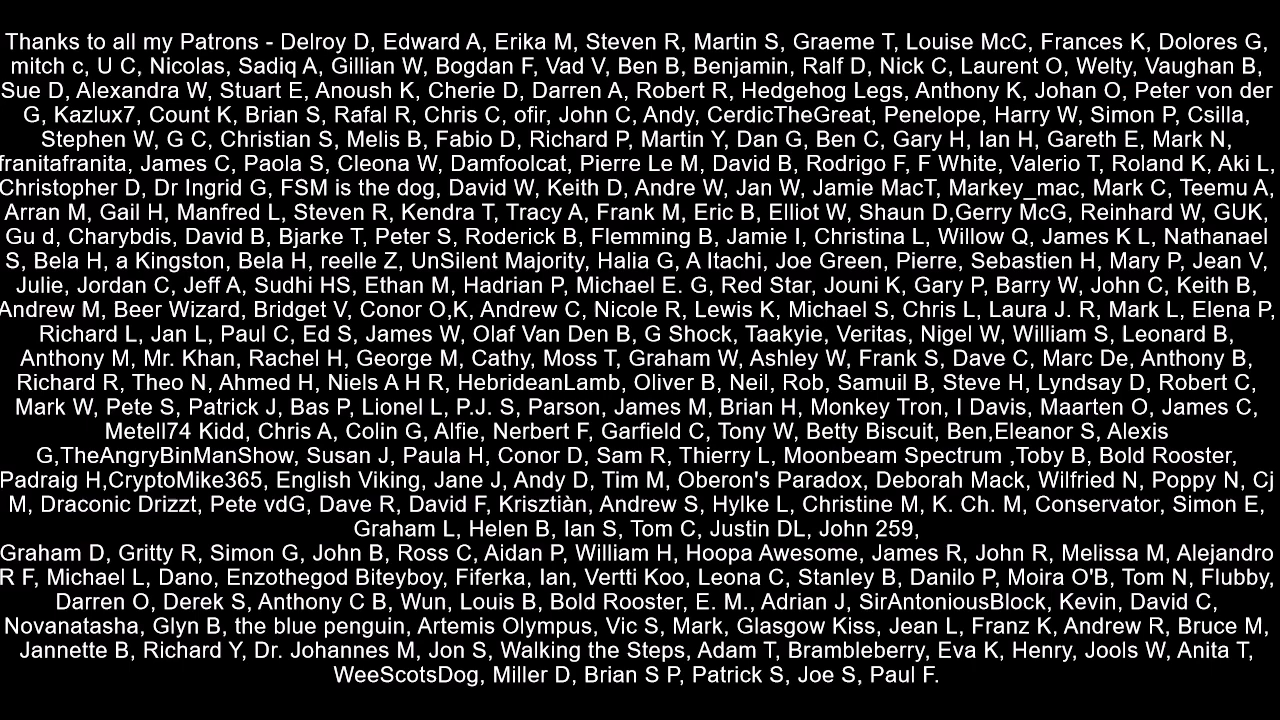 Thanks to all my Patrons - Delroy D, Edward A, Erika M, Steven R, Martin S, Graeme T, Louise McC, Frances K, Dolores G,
mitch c, U C, Nicolas, Sadiq A, Gillian W, Bogdan F, Vad V, Ben B, Benjamin, Ralf D, Nick C, Laurent O, Welty, Vaughan B,
Sue D, Alexandra W, Stuart E, Anoush K, Cherie D, Darren A, Robert R, Hedgehog Legs, Anthony K, Johan O, Peter von der
G, Kazlux7, Count K, Brian S, Rafal R, Chris C, ofir, John C, Andy, CerdicTheGreat, Penelope, Harry W, Simon P, Csilla,
Stephen W, G C, Christian S, Melis B, Fabio D, Richard P, Martin Y, Dan G, Ben C, Gary H, Ian H, Gareth E, Mark N,
franitafranita, James C, Paola S, Cleona W, Damfoolcat, Pierre Le M, David B, Rodrigo F, F White, Valerio T, Roland K, Aki L,
Christopher D, Dr Ingrid G, FSM is the dog, David W, Keith D, Andre W, Jan W, Jamie MacT, Markey_mac, Mark C, Teemu A,
Arran M, Gail H, Manfred L, Steven R, Kendra T, Tracy A, Frank M, Eric B, Elliot W, Shaun D,Gerry McG, Reinhard W, GUK,
Gu d, Charybdis, David B, Bjarke T, Peter S, Roderick B, Flemming B, Jamie I, Christina L, Willow Q, James K L, Nathanael
S, Bela H, a Kingston, Bela H, reelle Z, UnSilent Majority, Halia G, A Itachi, Joe Green, Pierre, Sebastien H, Mary P, Jean V,
Julie, Jordan C, Jeff A, Sudhi HS, Ethan M, Hadrian P, Michael E. G, Red Star, Jouni K, Gary P, Barry W, John C, Keith B,
Andrew M, Beer Wizard, Bridget V, Conor O,K, Andrew C, Nicole R, Lewis K, Michael S, Chris L, Laura J. R, Mark L, Elena P,
Richard L, Jan L, Paul C, Ed S, James W, Olaf Van Den B, G Shock, Taakyie, Veritas, Nigel W, William S, Leonard B,
Anthony M, Mr. Khan, Rachel H, George M, Cathy, Moss T, Graham W, Ashley W, Frank S, Dave C, Marc De, Anthony B,
Richard R, Theo N, Ahmed H, Niels A H R, HebrideanLamb, Oliver B, Neil, Rob, Samuil B, Steve H, Lyndsay D, Robert C,
Mark W, Pete S, Patrick J, Bas P, Lionel L, P.J. S, Parson, James M, Brian H, Monkey Tron, I Davis, Maarten O, James C,
Metell74 Kidd, Chris A, Colin G, Alfie, Nerbert F, Garfield C, Tony W, Betty Biscuit, Ben,Eleanor S, Alexis
G,TheAngryBinManShow, Susan J, Paula H, Conor D, Sam R, Thierry L, Moonbeam Spectrum ,Toby B, Bold Rooster,
Padraig H,CryptoMike365, English Viking, Jane J, Andy D, Tim M, Oberon's Paradox, Deborah Mack, Wilfried N, Poppy N, Cj
M, Draconic Drizzt, Pete vdG, Dave R, David F, Krisztiàn, Andrew S, Hylke L, Christine M, K. Ch. M, Conservator, Simon E,
Graham L, Helen B, Ian S, Tom C, Justin DL, John 259,
Graham D, Gritty R, Simon G, John B, Ross C, Aidan P, William H, Hoopa Awesome, James R, John R, Melissa M, Alejandro
R F, Michael L, Dano, Enzothegod Biteyboy, Fiferka, Ian, Vertti Koo, Leona C, Stanley B, Danilo P, Moira O'B, Tom N, Flubby,
Darren O, Derek S, Anthony C B, Wun, Louis B, Bold Rooster, E. M., Adrian J, SirAntoniousBlock, Kevin, David C,
Novanatasha, Glyn B, the blue penguin, Artemis Olympus, Vic S, Mark, Glasgow Kiss, Jean L, Franz K, Andrew R, Bruce M,
Jannette B, Richard Y, Dr. Johannes M, Jon S, Walking the Steps, Adam T, Brambleberry, Eva K, Henry, Jools W, Anita T,
WeeScotsDog, Miller D, Brian S P, Patrick S, Joe S, Paul F.